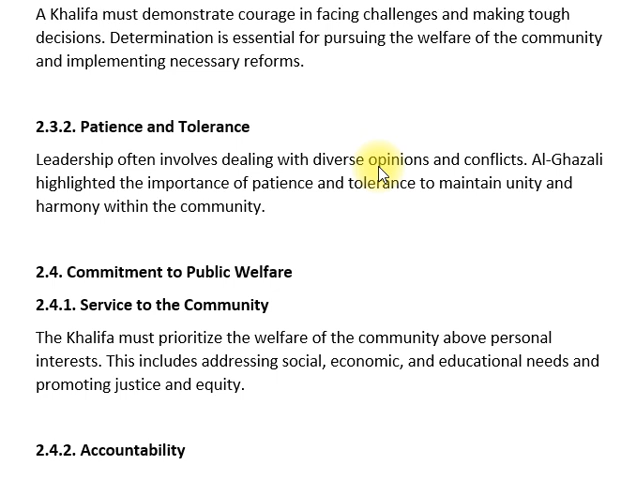 A Khalifa must demonstrate courage in facing challenges and making tough
decisions. Determination is essential for pursuing the welfare of the community
and implementing necessary reforms.
2.3.2. Patience and Tolerance
Leadership often involves dealing with diverse opinions and conflicts. Al-Ghazali
highlighted the importance of patience and tolerance to maintain unity and
harmony within the community.
2.4. Commitment to Public Welfare
2.4.1. Service to the Community
The Khalifa must prioritize the welfare of the community above personal
interests. This includes addressing social, economic, and educational needs and
promoting justice and equity.
2.4.2. Accountability